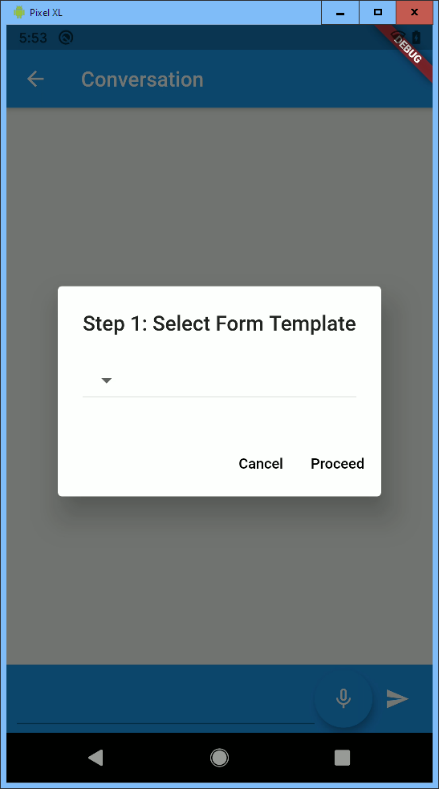 Pixel XL
5:53
DEBUG
Conversation
Step 1: Select Form Template
Cancel Proceed